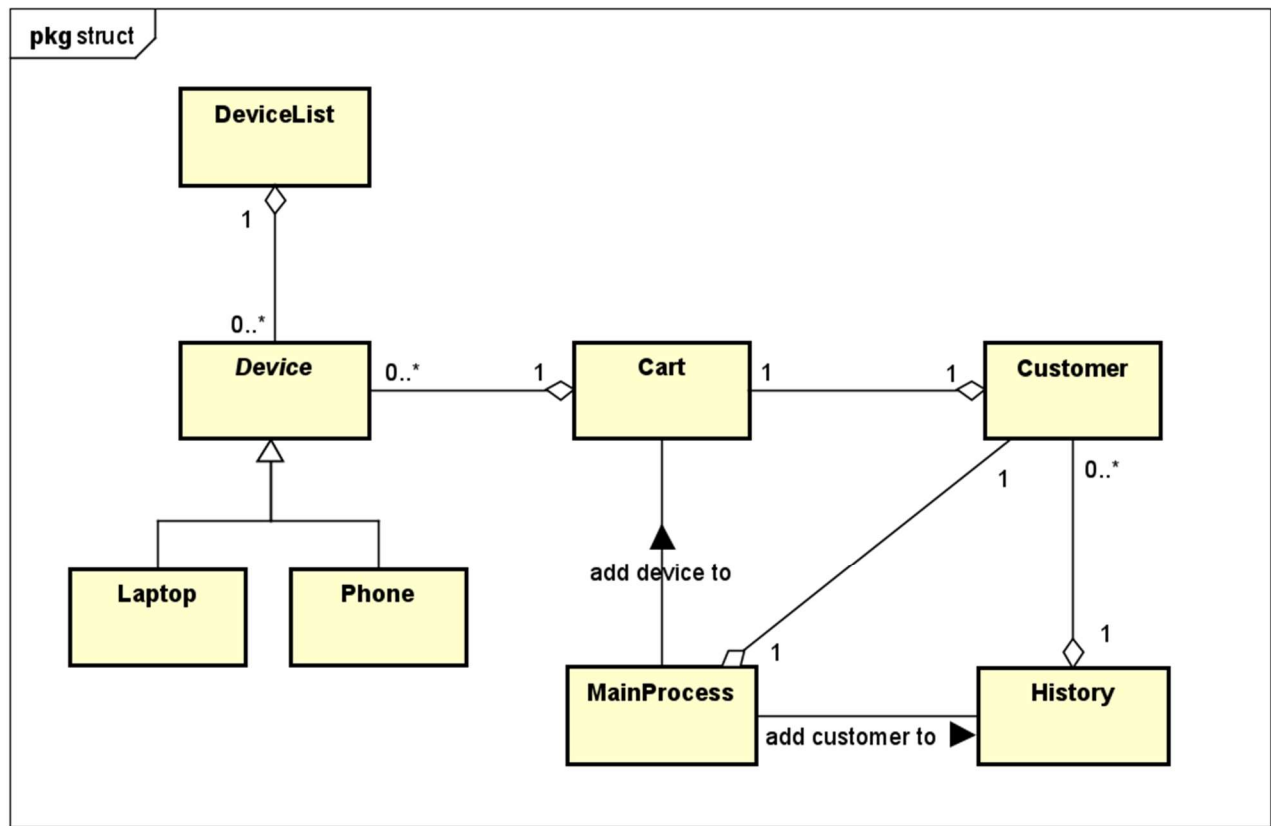 pkg struct
DeviceList
1
0..*
Device
0..*
1
Cart
1
1
Customer
1
0..*
add device to
Laptop
Phone
1
1
MainProcess
add customer to
History